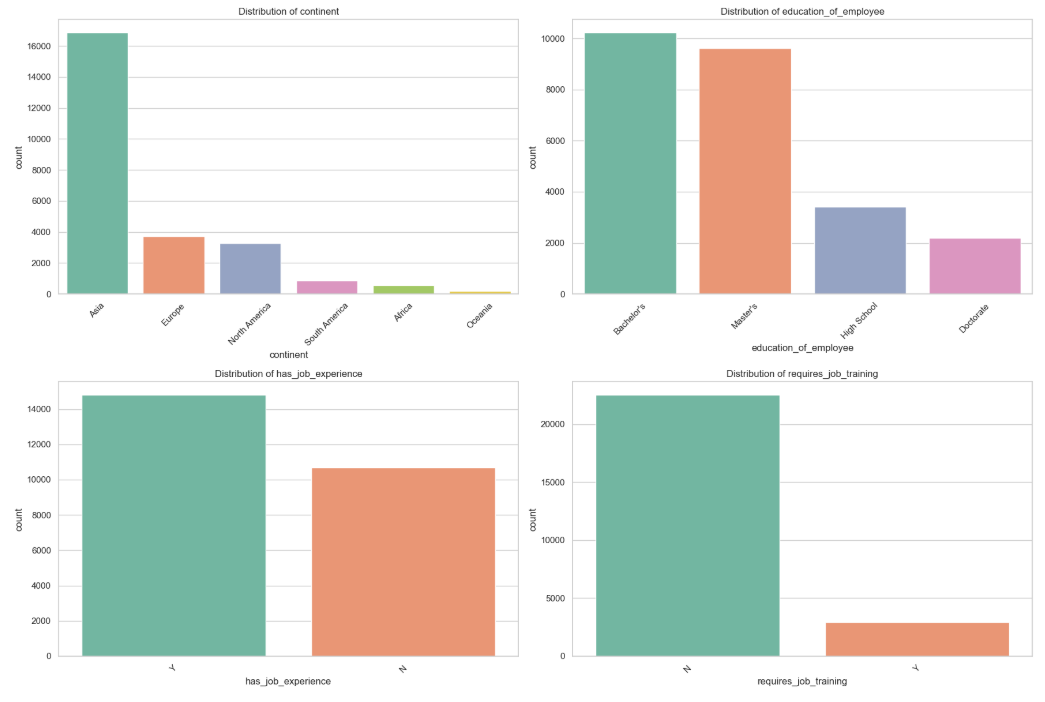 Distribution of continent
16000
14000
12000
10000
8000
6000
4000
2000
0
count
Asia
Europe
North America
South America
Africa
Oceania
continent
Distribution of education_of_employee
10000
8000
6000
4000
2000
0
count
Bachelor's
Master's
High School
Doctorate
education_of_employee
Distribution of has_job_experience
14000
12000
10000
8000
6000
4000
2000
0
count
Y
N
has_job_experience
Distribution of requires_job_training
20000
15000
10000
5000
0
count
N
Y
requires_job_training